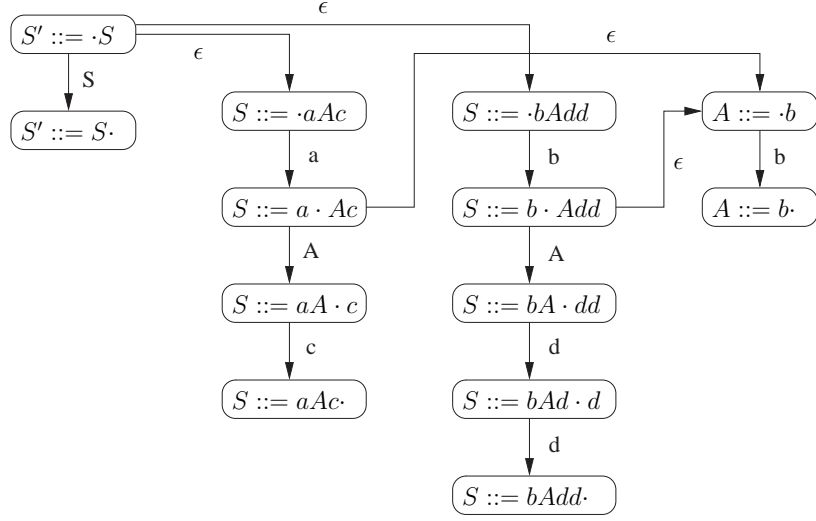 ϵ
S′ ::= ·S
ϵ
ϵ
S
S ::= ·aAc
S ::= ·bAdd
A ::= ·b
S′ ::= S·
a
b
ϵ
b
S ::= a · Ac
S ::= b · Add
A ::= b·
A
A
S ::= aA · c
S ::= bA · dd
c
d
S ::= aAc·
S ::= bAd · d
d
S ::= bAdd·